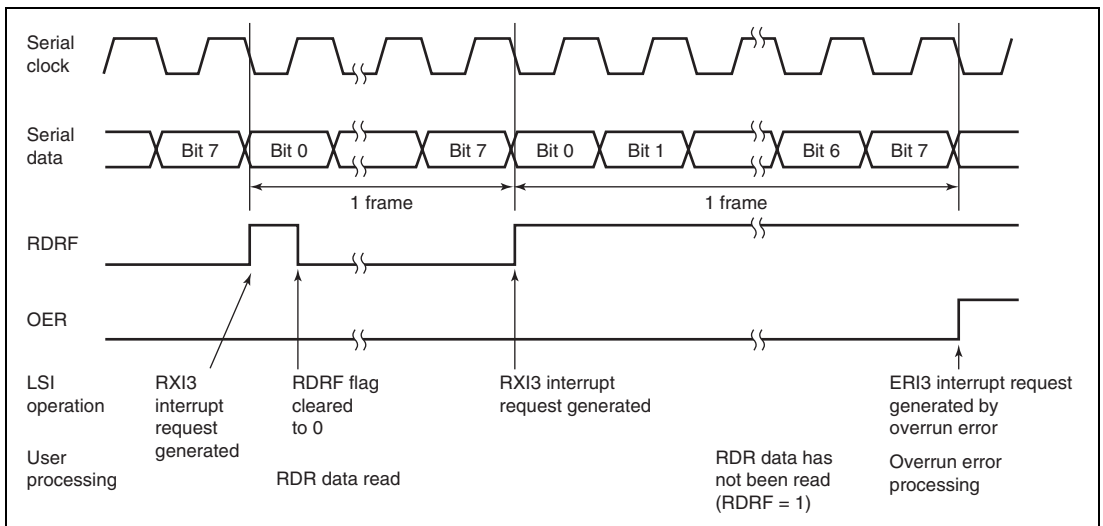 Serial
clock
Serial
data
Bit 7
Bit 0
Bit 7
Bit 0
Bit 1
Bit 6
Bit 7
1 frame
1 frame
RDRF
OER
LSI
operation
RXI3
interrupt
request
generated
RDRF flag
cleared
to 0
RXI3 interrupt
request generated
ERI3 interrupt request
generated by
overrun error
User
processing
RDR data read
RDR data has
not been read
(RDRF = 1)
Overrun error
processing